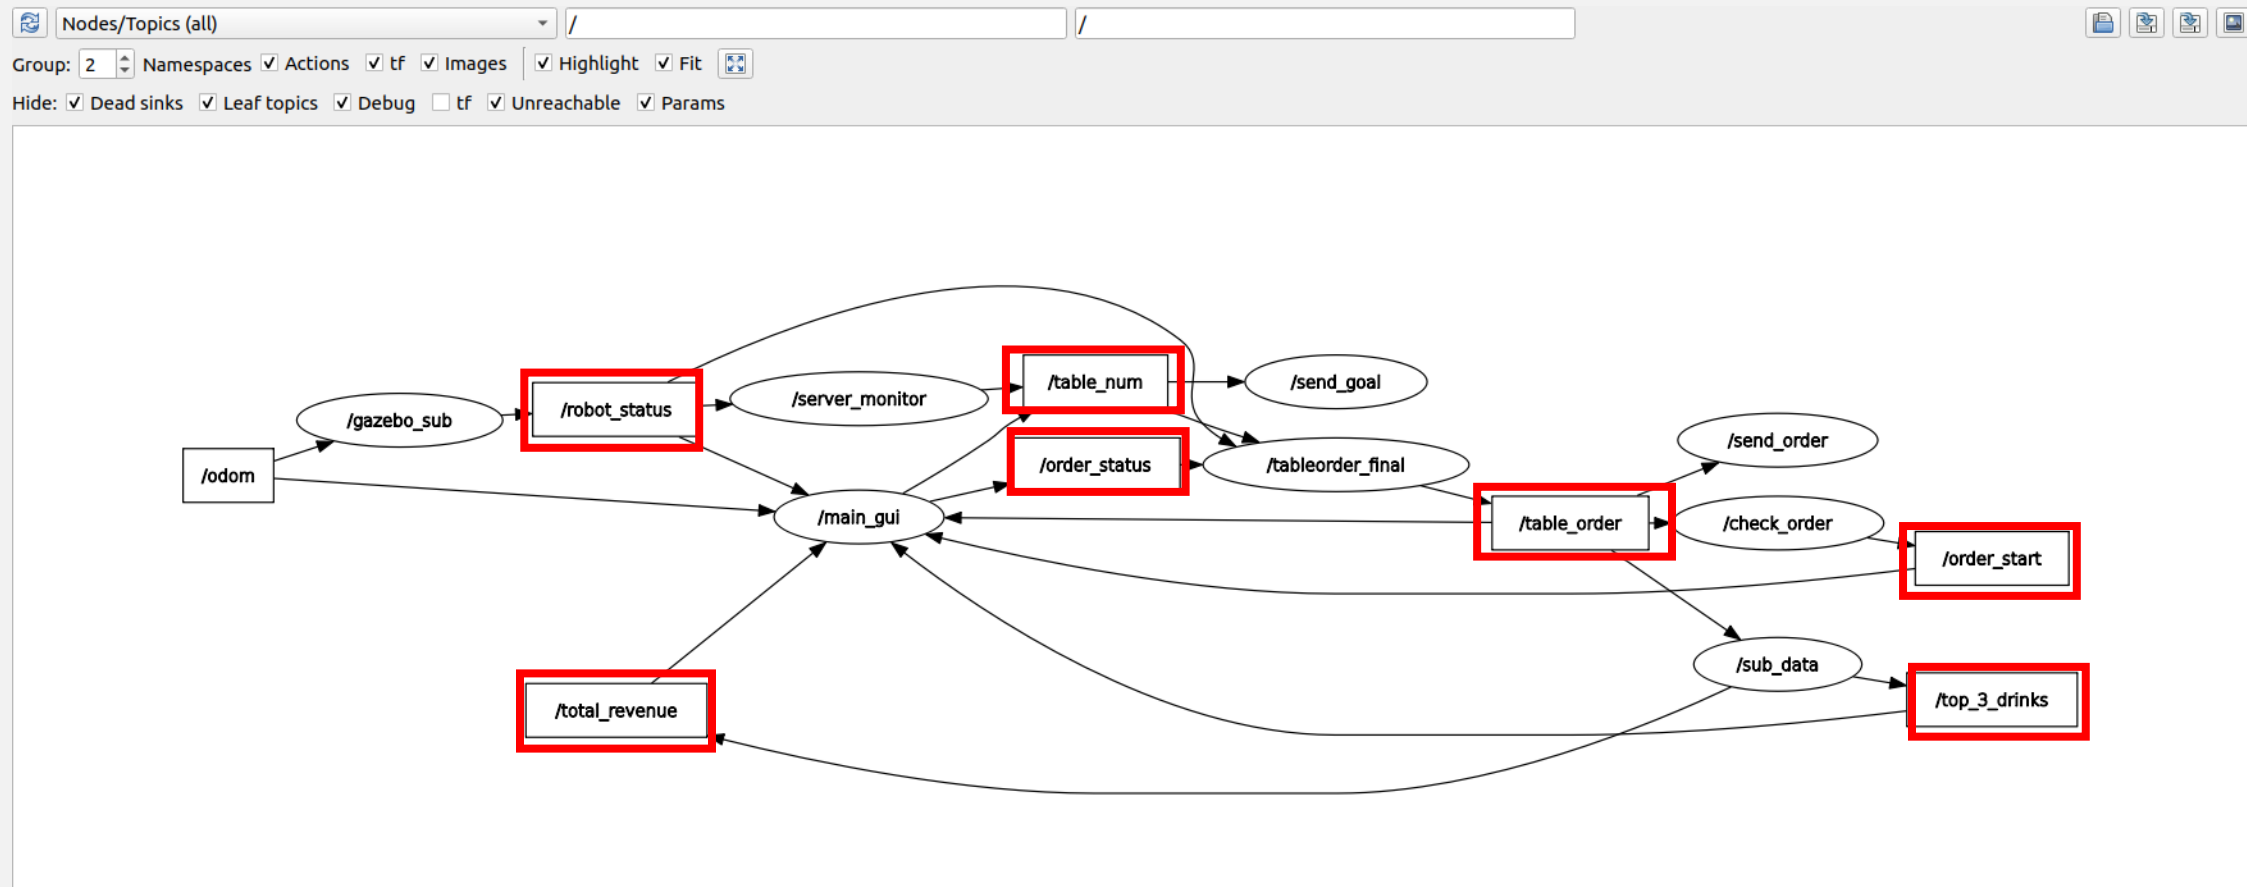 Nodes/Topics (all) / /
Group: 2 Namespaces Actions tf Images Highlight Fit
Hide: Dead sinks Leaf topics Debug tf Unreachable Params
/table_num
/send_goal
/server_monitor
/robot_status
/gazebo_sub
/send_order
/order_status
/tableorder_final
/odom
/main_gui
/table_order
/check_order
/order_start
/sub_data
/top_3_drinks
/total_revenue